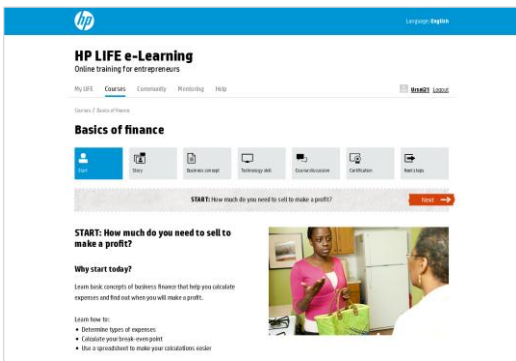 hp
Language: English
HP LIFE e-Learning
Online training for entrepreneurs
My LIFE Courses Community Mentoring Help
Logout
Courses / Basics of finance
Basics of finance
Start Story Business concept Technology skill Course discussion Certification Next steps
START: How much do you need to sell to make a profit?
Next
START: How much do you need to sell to
make a profit?
Why start today?
Learn basic concepts of business finance that help you calculate
expenses and find out when you will make a profit.
Learn how to:
• Determine types of expenses
• Calculate your break-even point
• Use a spreadsheet to make your calculations easier